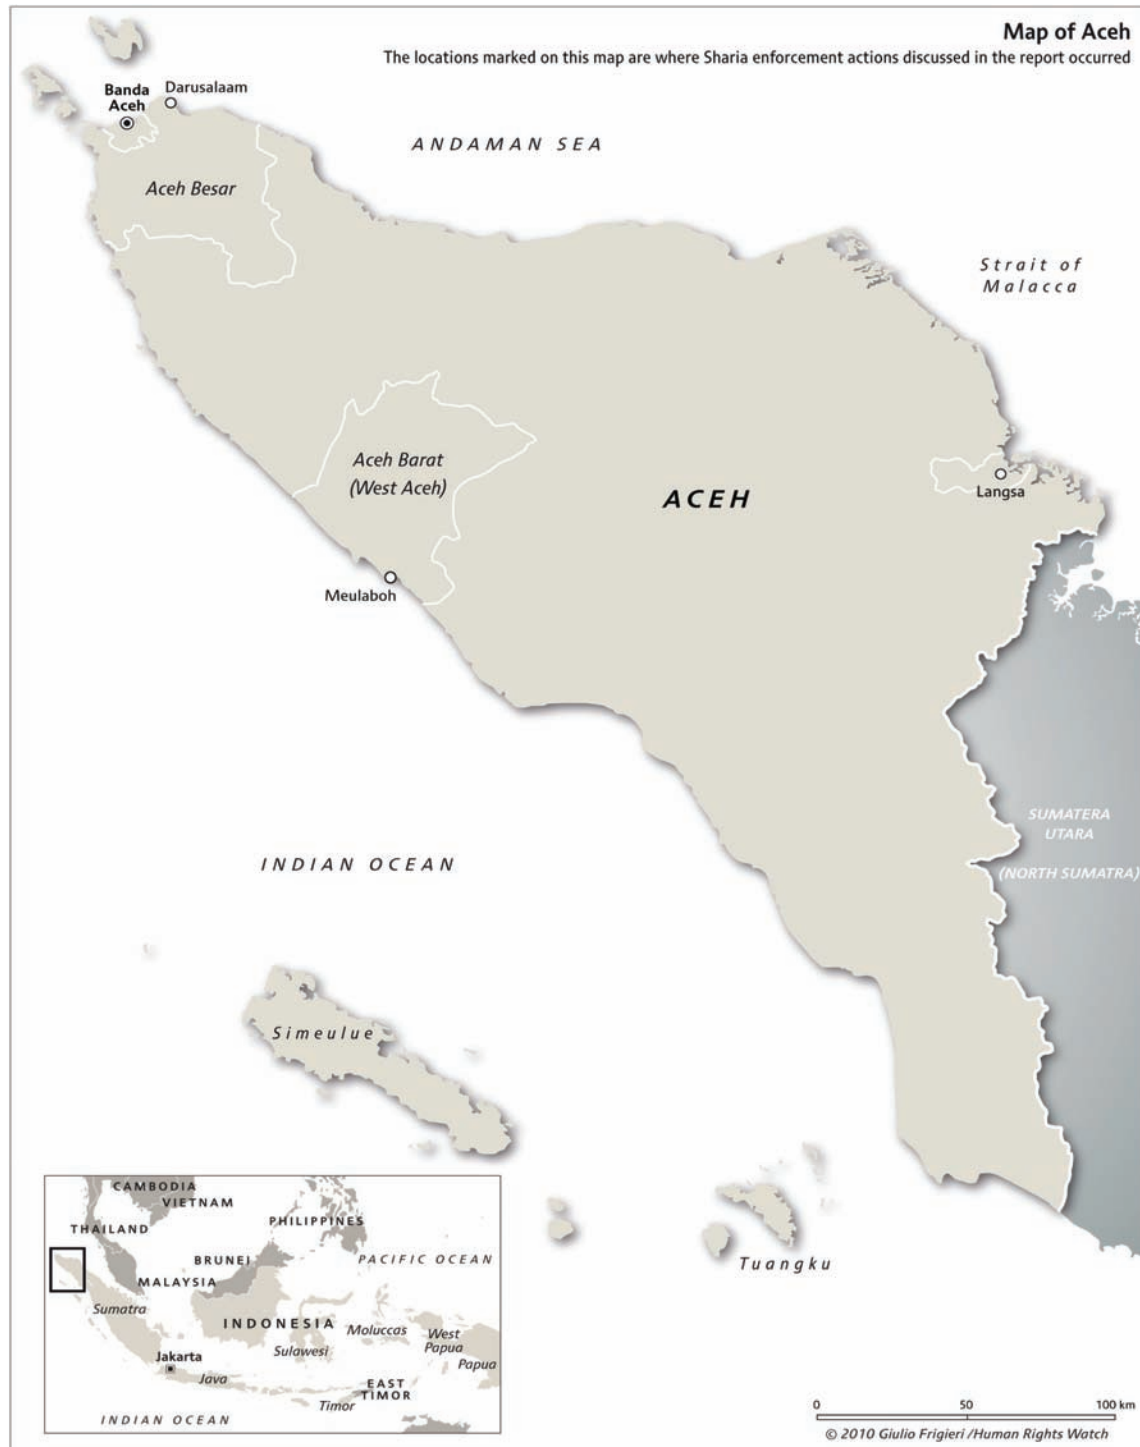 Map of Aceh
The locations marked on this map are where Sharia enforcement actions discussed in the report occurred
Banda
Aceh
Darusalaam
ANDAMAN SEA
Aceh Besar
Strait of
Malacca
Aceh Barat
(West Aceh)
ACEH
Langsa
Meulaboh
SUMATERA
UTARA
(NORTH SUMATRA)
INDIAN OCEAN
Simeulue
Tuangku
CAMBODIA
VIETNAM
THAILAND
PHILIPPINES
BRUNEI
PACIFIC OCEAN
MALAYSIA
Sumatra
INDONESIA
Moluccas
West
Papua
Papua
Sulawesi
Jakarta
Java
EAST
TIMOR
Timor
INDIAN OCEAN
0 50 100 km
© 2010 Giulio Frigieri /Human Rights Watch